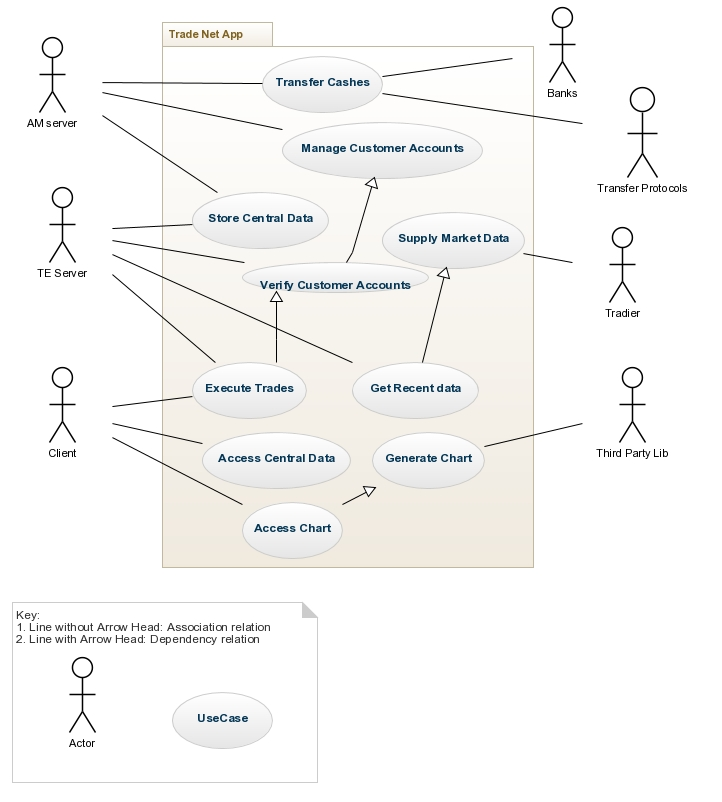 Trade Net App
Banks
Transfer Cashes
AM server
Manage Customer Accounts
Transfer Protocols
Store Central Data
Supply Market Data
TE Server
Verify Customer Accounts
Tradier
Execute Trades
Get Recent data
Client
Access Central Data
Generate Chart
Third Party Lib
Access Chart
Key:
1. Line without Arrow Head: Association relation
2. Line with Arrow Head: Dependency relation
UseCase
Actor